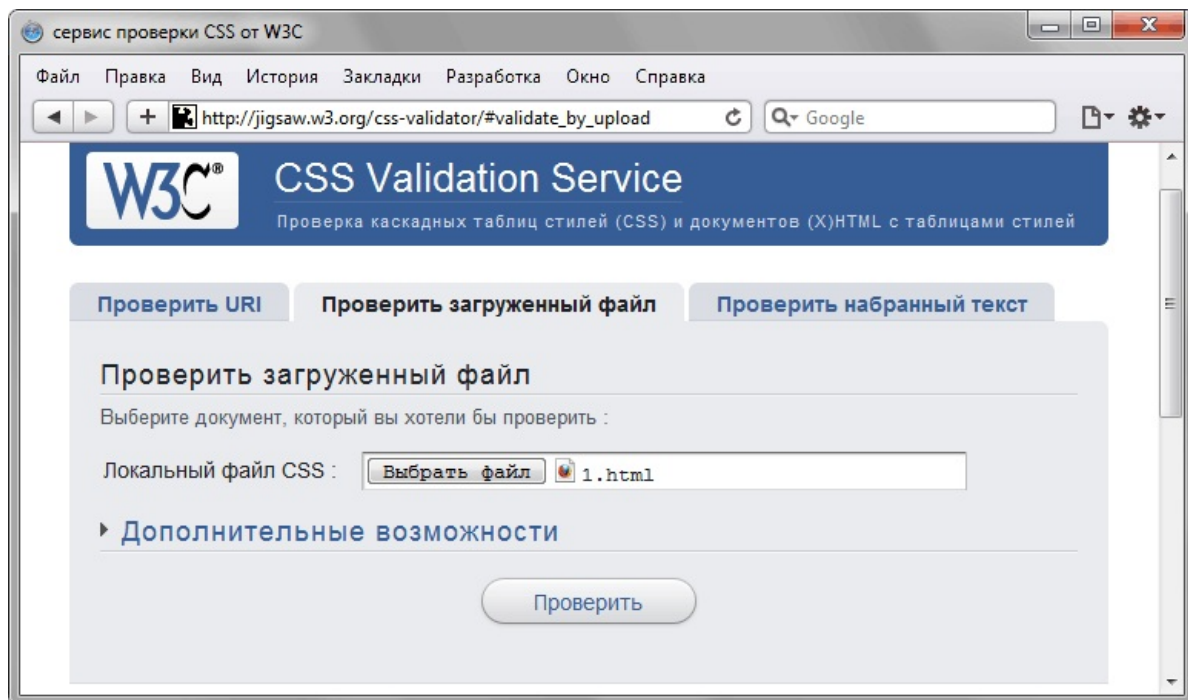 сервис проверки CSS от W3C
Файл Правка Вид История Закладки Разработка Окно Справка
http://jigsaw.w3.org/css-validator/#validate_by_upload Google
W3C® CSS Validation Service
Проверка каскадных таблиц стилей (CSS) и документов (X)HTML с таблицами стилей
Проверить URI Проверить загруженный файл Проверить набранный текст
Проверить загруженный файл
Выберите документ, который вы хотели бы проверить :
Локальный файл CSS : Выбрать файл 1.html
Дополнительные возможности
Проверить